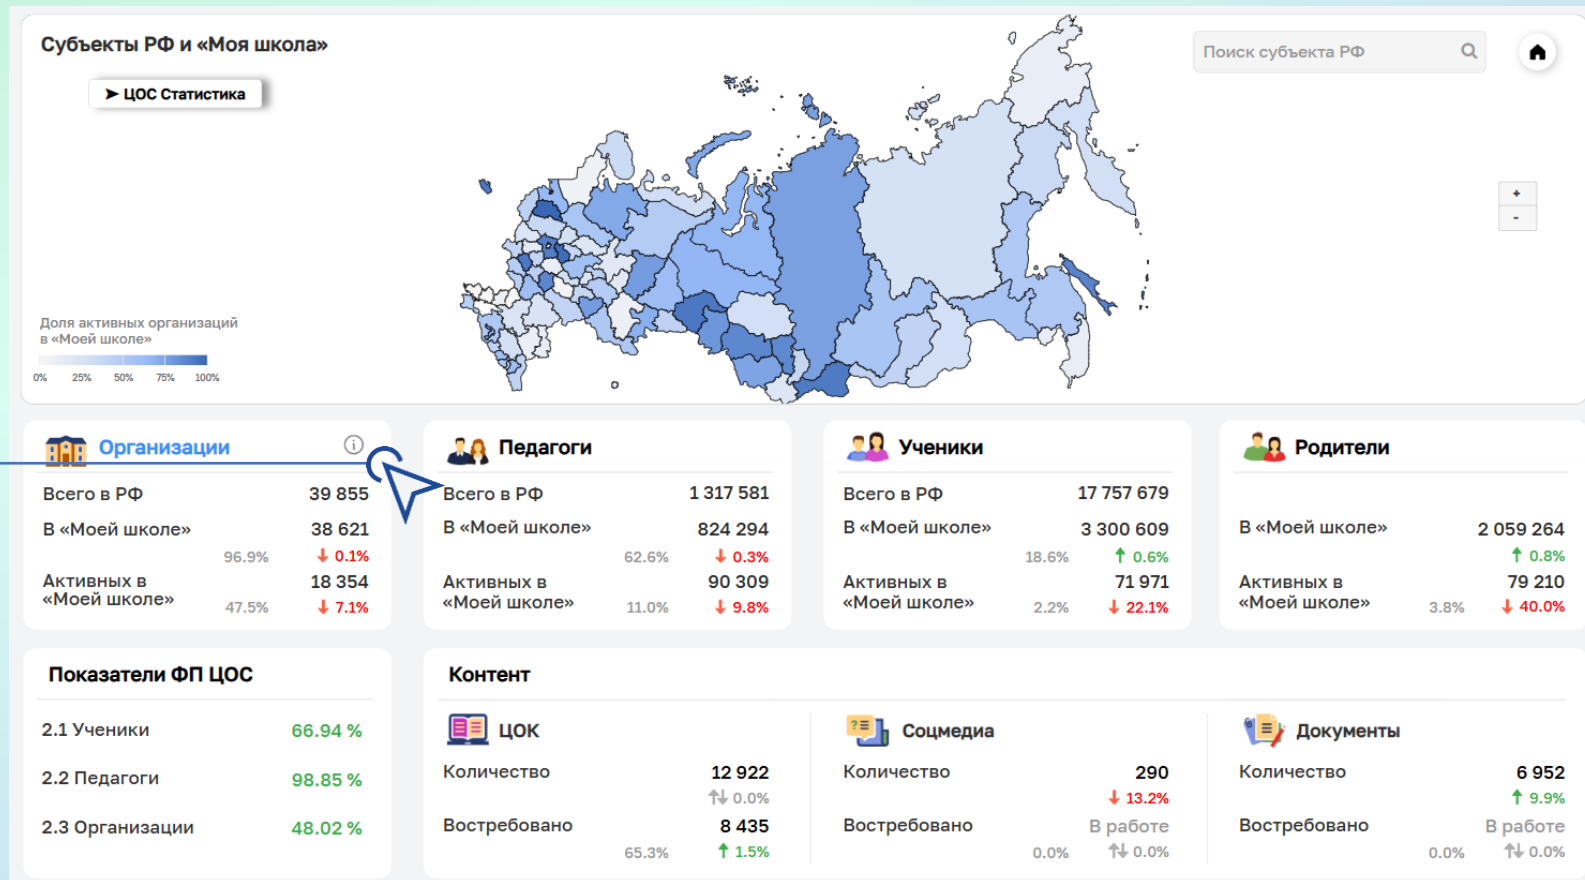 Субъекты РФ и «Моя школа»
Поиск субъекта РФ
➤ ЦОС Статистика
+
-
Доля активных организаций
в «Моей школе»
0% 25% 50% 75% 100%
Организации
Всего в РФ 39 855
В «Моей школе» 38 621
96.9% ↓ 0.1%
Активных в 18 354
«Моей школе» 47.5% ↓ 7.1%
Педагоги
Всего в РФ 1 317 581
В «Моей школе» 824 294
62.6% ↓ 0.3%
Активных в 90 309
«Моей школе» 11.0% ↓ 9.8%
Ученики
Всего в РФ 17 757 679
В «Моей школе» 3 300 609
18.6% ↑ 0.6%
Активных в 71 971
«Моей школе» 2.2% ↓ 22.1%
Родители
В «Моей школе» 2 059 264
↑ 0.8%
Активных в 79 210
«Моей школе» 3.8% ↓ 40.0%
Показатели ФП ЦОС
2.1 Ученики 66.94 %
2.2 Педагоги 98.85 %
2.3 Организации 48.02 %
Контент
ЦОК
Количество 12 922
↑↓ 0.0%
Востребовано 8 435
65.3% ↑ 1.5%
Соцмедиа
Количество 290
↓ 13.2%
Востребовано В работе
0.0% ↑↓ 0.0%
Документы
Количество 6 952
↑ 9.9%
Востребовано В работе
0.0% ↑↓ 0.0%